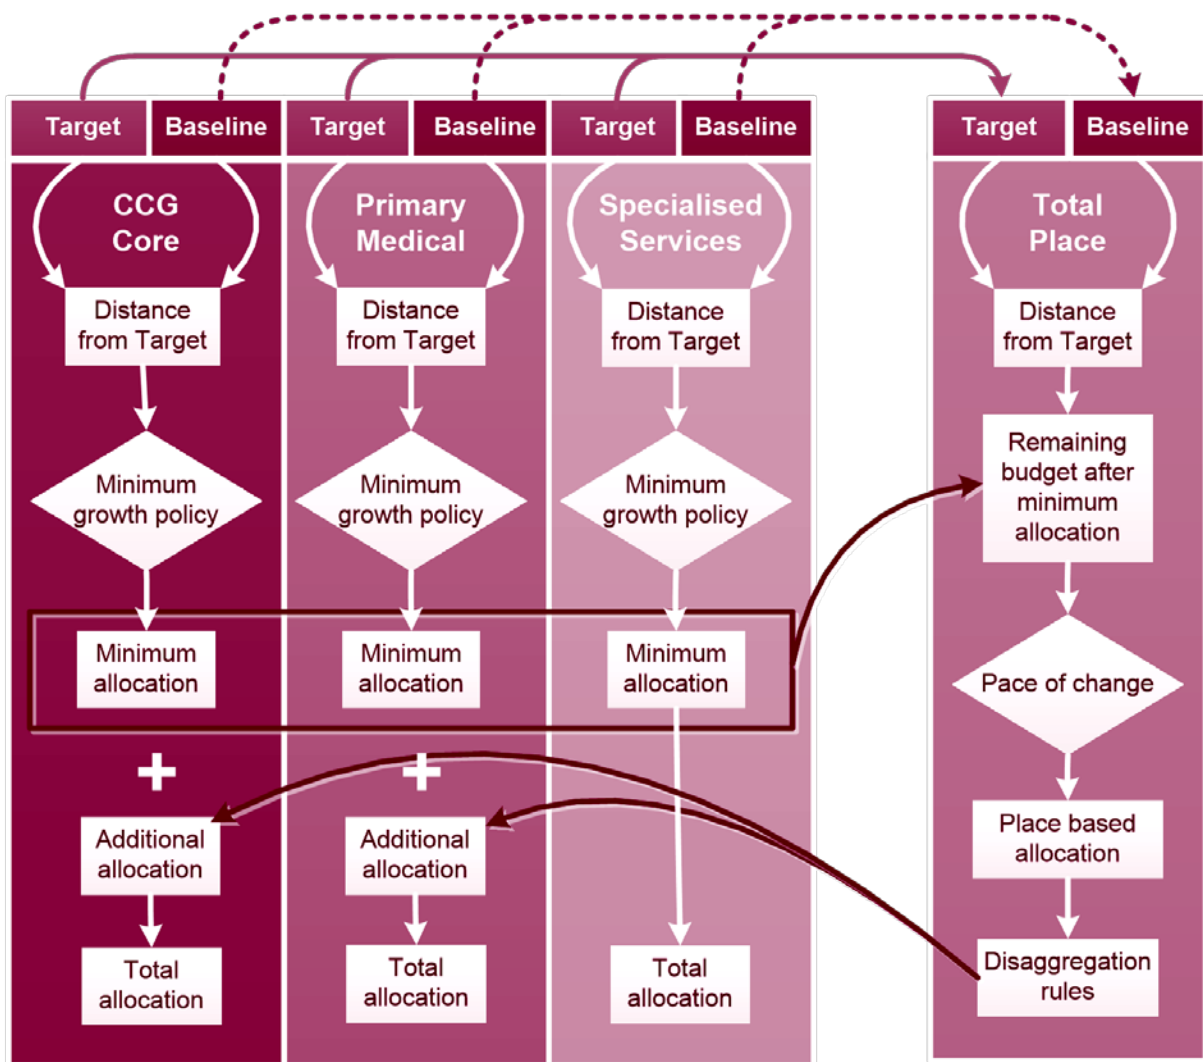 Target
Baseline
Target
Baseline
Target
Baseline
Target
Baseline
CCG
Core
Distance
from Target
Minimum
growth policy
Minimum
allocation
+
Additional
allocation
Total
allocation
Primary
Medical
Distance
from Target
Minimum
growth policy
Minimum
allocation
+
Additional
allocation
Total
allocation
Specialised
Services
Distance
from Target
Minimum
growth policy
Minimum
allocation
Total
allocation
Total
Place
Distance
from Target
Remaining
budget after
minimum
allocation
Pace of change
Place based
allocation
Disaggregation
rules